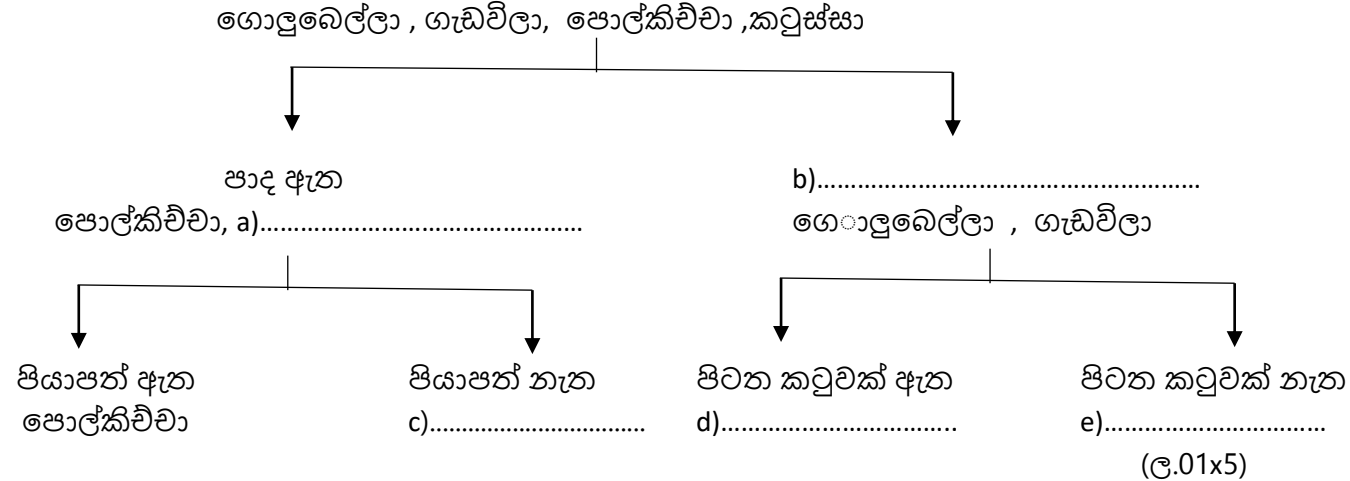 ගොලුබෙල්ලා , ගැඩවිලා, පොල්කිච්චා ,කටුස්සා
පාද ඇත
b)......................................................
පොල්කිච්චා, a)...............................................
ගෙ○ාලුබෙල්ලා , ගැඩවිලා
පියාපත් ඇත
පියාපත් නැත
පිටත කටුවක් ඇත
පිටත කටුවක් නැත
පොල්කිච්චා
c)................................
d)..................................
e)................................
(ල.01x5)